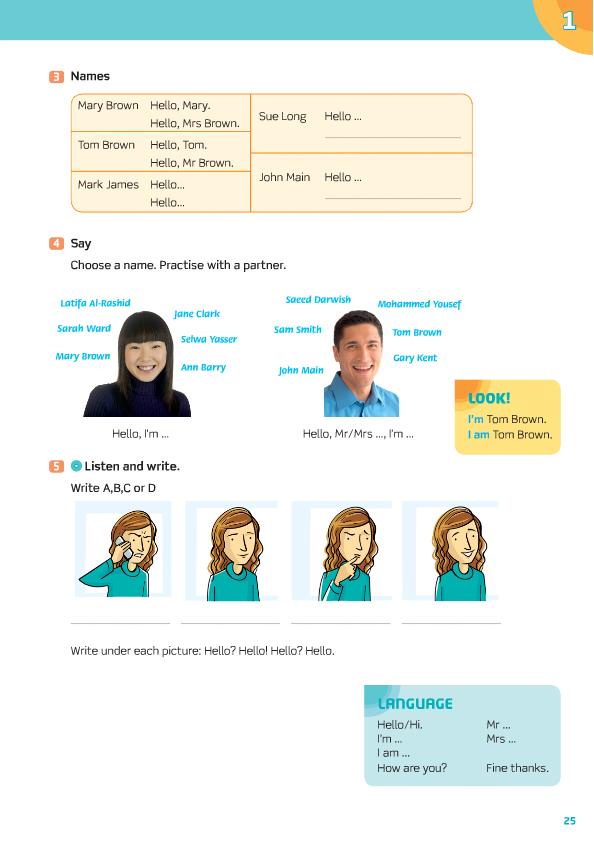 1
3 Names
Mary Brown Hello, Mary.
Hello, Mrs Brown.
Tom Brown Hello, Tom.
Hello, Mr Brown.
Mark James Hello...
Hello...
Sue Long Hello ...
John Main Hello ...
4 Say
Choose a name. Practise with a partner.
Latifa Al-Rashid
Jane Clark
Sarah Ward
Selwa Yasser
Mary Brown
Ann Barry
Hello, I'm ...
Saeed Darwish
Mohammed Yousef
Sam Smith
Tom Brown
Gary Kent
John Main
Hello, Mr/Mrs ..., I'm ...
LOOK!
I'm Tom Brown.
I am Tom Brown.
5 Listen and write.
Write A,B,C or D
Write under each picture: Hello? Hello! Hello? Hello.
LANGUAGE
Hello/Hi. Mr ...
I'm ... Mrs ...
I am ...
How are you? Fine thanks.
25